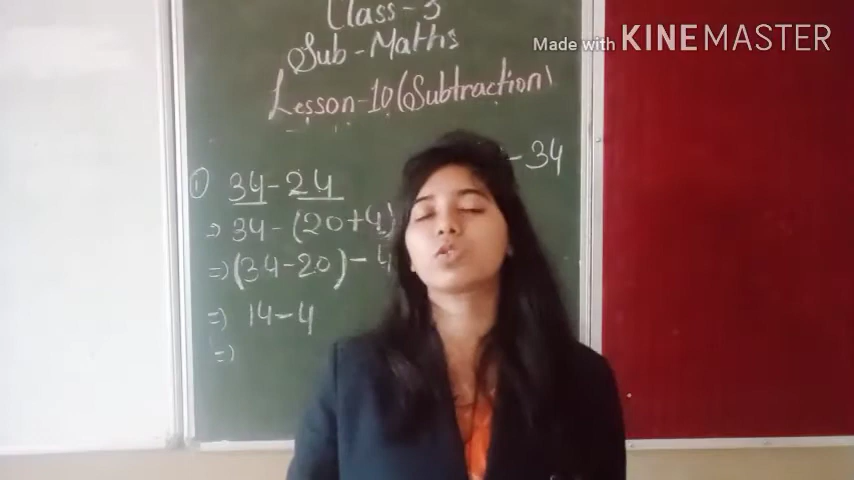 Made with KINEMASTER
Class - 3
Sub - Maths
Lesson-10 (Subtraction)
① 34-24
⇒ 34-(20+4)
⇒ (34-20) - 4
⇒ 14-4
⇒
- 34